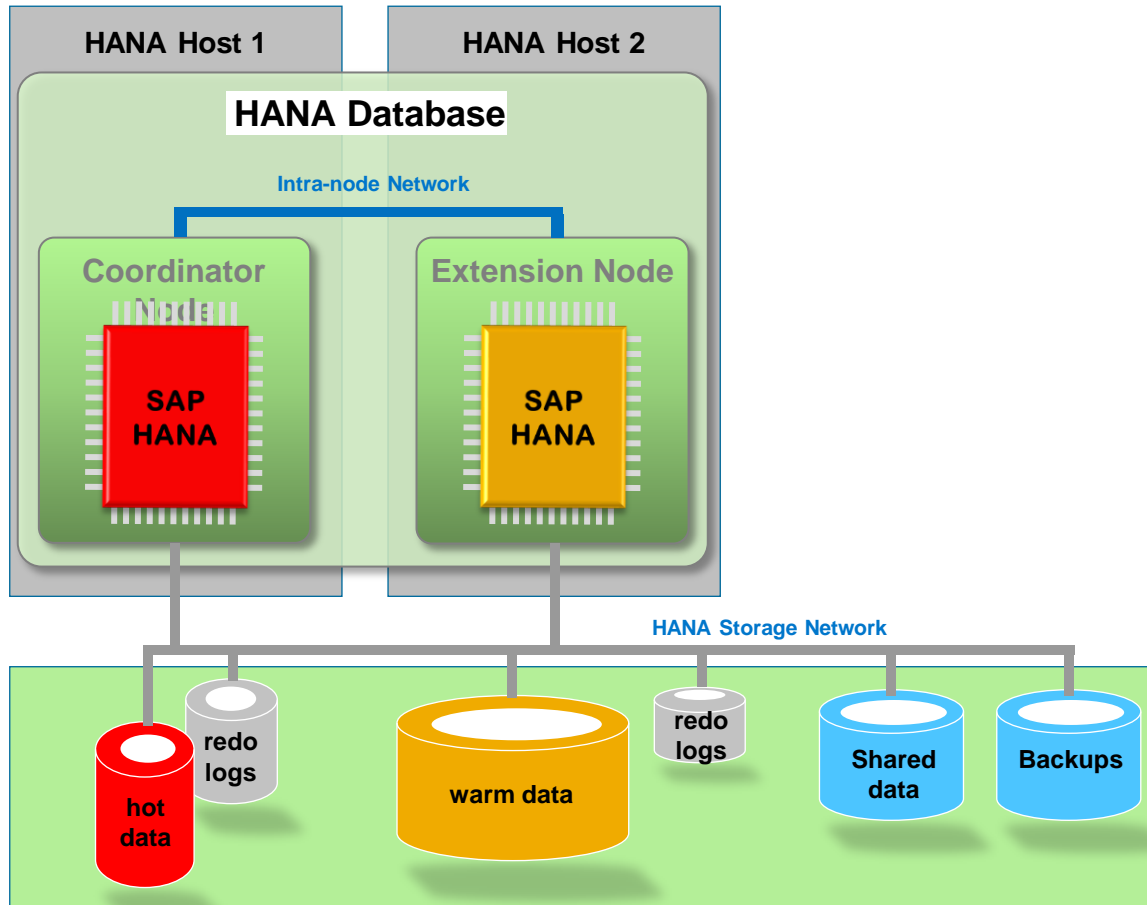 HANA Host 1
HANA Host 2
HANA Database
Intra-node Network
Coordinator
Node
Extension Node
SAP
HANA
SAP
HANA
HANA Storage Network
hot
data
redo
logs
warm data
redo
logs
Shared
data
Backups